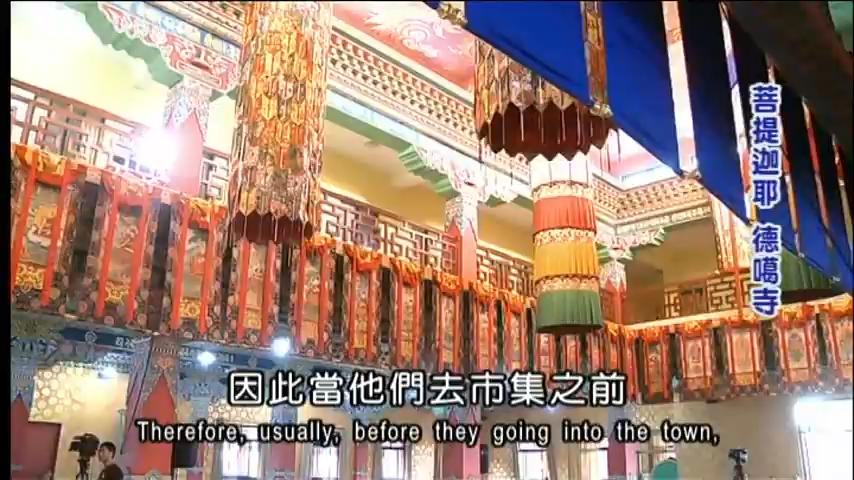 菩提迦耶 德噶寺
因此當他們去市集之前
Therefore, usually, before they going into the town,